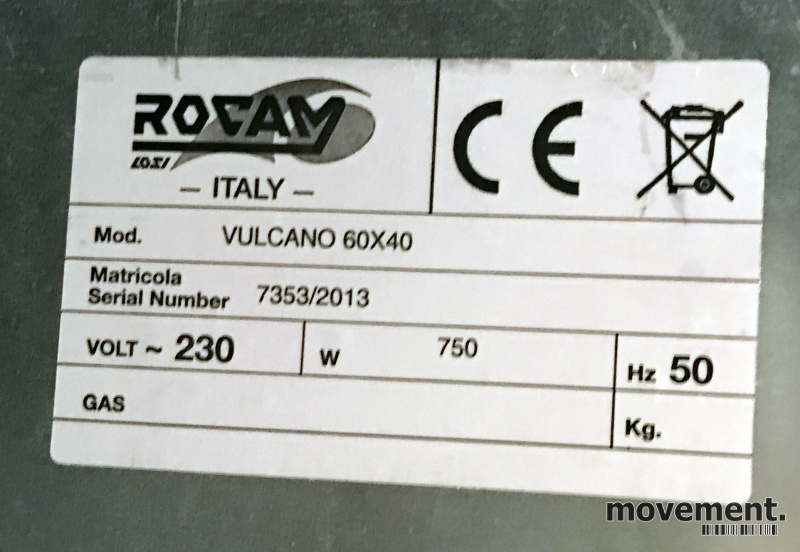 ROCAM
LOSI
– ITALY –
CE
Mod. VULCANO 60X40
Matricola
Serial Number 7353/2013
VOLT ~ 230 W 750 Hz 50
GAS
Kg.
movement.